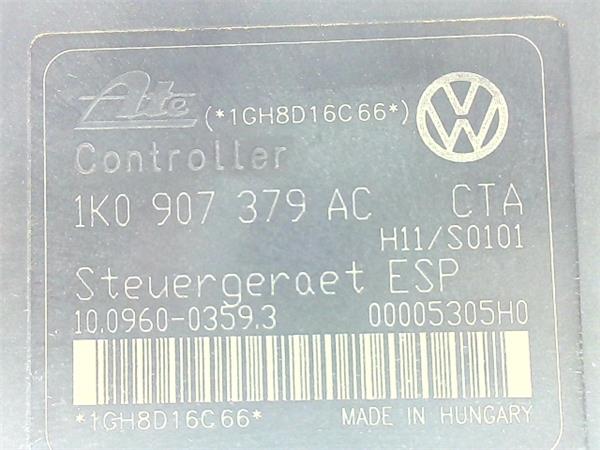 Ate (*1GH8D16C66*) VW
Controller
1K0 907 379 AC CTA
H11/S0101
Steuergeraet ESP
10.0960-0359.3 00005305H0
*1GH8D16C66* MADE IN HUNGARY